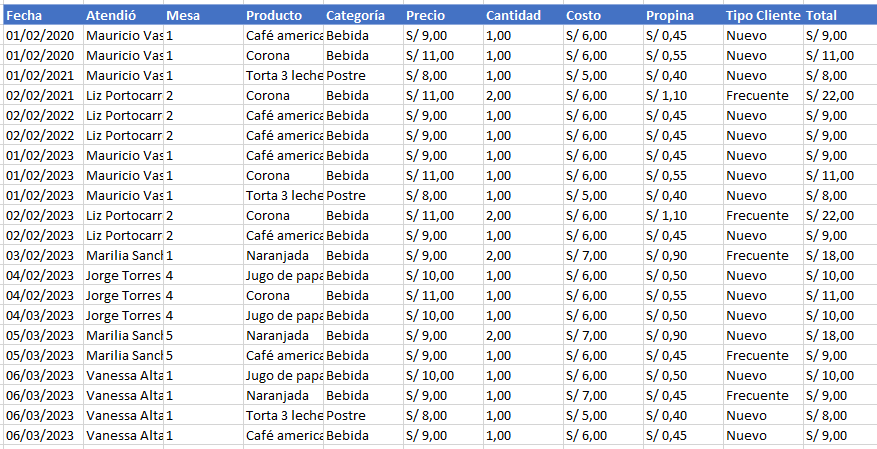 Fecha Atendió Mesa Producto Categoría Precio Cantidad Costo Propina Tipo Cliente Total
01/02/2020 Mauricio Vas 1 Café america Bebida S/ 9,00 1,00 S/ 6,00 S/ 0,45 Nuevo S/ 9,00
01/02/2020 Mauricio Vas 1 Corona Bebida S/ 11,00 1,00 S/ 6,00 S/ 0,55 Nuevo S/ 11,00
01/02/2021 Mauricio Vas 1 Torta 3 leche Postre S/ 8,00 1,00 S/ 5,00 S/ 0,40 Nuevo S/ 8,00
02/02/2021 Liz Portocarr 2 Corona Bebida S/ 11,00 2,00 S/ 6,00 S/ 1,10 Frecuente S/ 22,00
02/02/2022 Liz Portocarr 2 Café america Bebida S/ 9,00 1,00 S/ 6,00 S/ 0,45 Nuevo S/ 9,00
02/02/2022 Liz Portocarr 2 Café america Bebida S/ 9,00 1,00 S/ 6,00 S/ 0,45 Nuevo S/ 9,00
01/02/2023 Mauricio Vas 1 Café america Bebida S/ 9,00 1,00 S/ 6,00 S/ 0,45 Nuevo S/ 9,00
01/02/2023 Mauricio Vas 1 Corona Bebida S/ 11,00 1,00 S/ 6,00 S/ 0,55 Nuevo S/ 11,00
01/02/2023 Mauricio Vas 1 Torta 3 leche Postre S/ 8,00 1,00 S/ 5,00 S/ 0,40 Nuevo S/ 8,00
02/02/2023 Liz Portocarr 2 Corona Bebida S/ 11,00 2,00 S/ 6,00 S/ 1,10 Frecuente S/ 22,00
02/02/2023 Liz Portocarr 2 Café america Bebida S/ 9,00 1,00 S/ 6,00 S/ 0,45 Nuevo S/ 9,00
03/02/2023 Marilia Sancl 1 Naranjada Bebida S/ 9,00 2,00 S/ 7,00 S/ 0,90 Frecuente S/ 18,00
04/02/2023 Jorge Torres 4 Jugo de papa Bebida S/ 10,00 1,00 S/ 6,00 S/ 0,50 Nuevo S/ 10,00
04/02/2023 Jorge Torres 4 Corona Bebida S/ 11,00 1,00 S/ 6,00 S/ 0,55 Nuevo S/ 11,00
04/03/2023 Jorge Torres 4 Jugo de papa Bebida S/ 10,00 1,00 S/ 6,00 S/ 0,50 Nuevo S/ 10,00
05/03/2023 Marilia Sancl 5 Naranjada Bebida S/ 9,00 2,00 S/ 7,00 S/ 0,90 Nuevo S/ 18,00
05/03/2023 Marilia Sancl 5 Café america Bebida S/ 9,00 1,00 S/ 6,00 S/ 0,45 Frecuente S/ 9,00
06/03/2023 Vanessa Alta 1 Jugo de papa Bebida S/ 10,00 1,00 S/ 6,00 S/ 0,50 Nuevo S/ 10,00
06/03/2023 Vanessa Alta 1 Naranjada Bebida S/ 9,00 1,00 S/ 7,00 S/ 0,45 Frecuente S/ 9,00
06/03/2023 Vanessa Alta 1 Torta 3 leche Postre S/ 8,00 1,00 S/ 5,00 S/ 0,40 Nuevo S/ 8,00
06/03/2023 Vanessa Alta 1 Café america Bebida S/ 9,00 1,00 S/ 6,00 S/ 0,45 Nuevo S/ 9,00